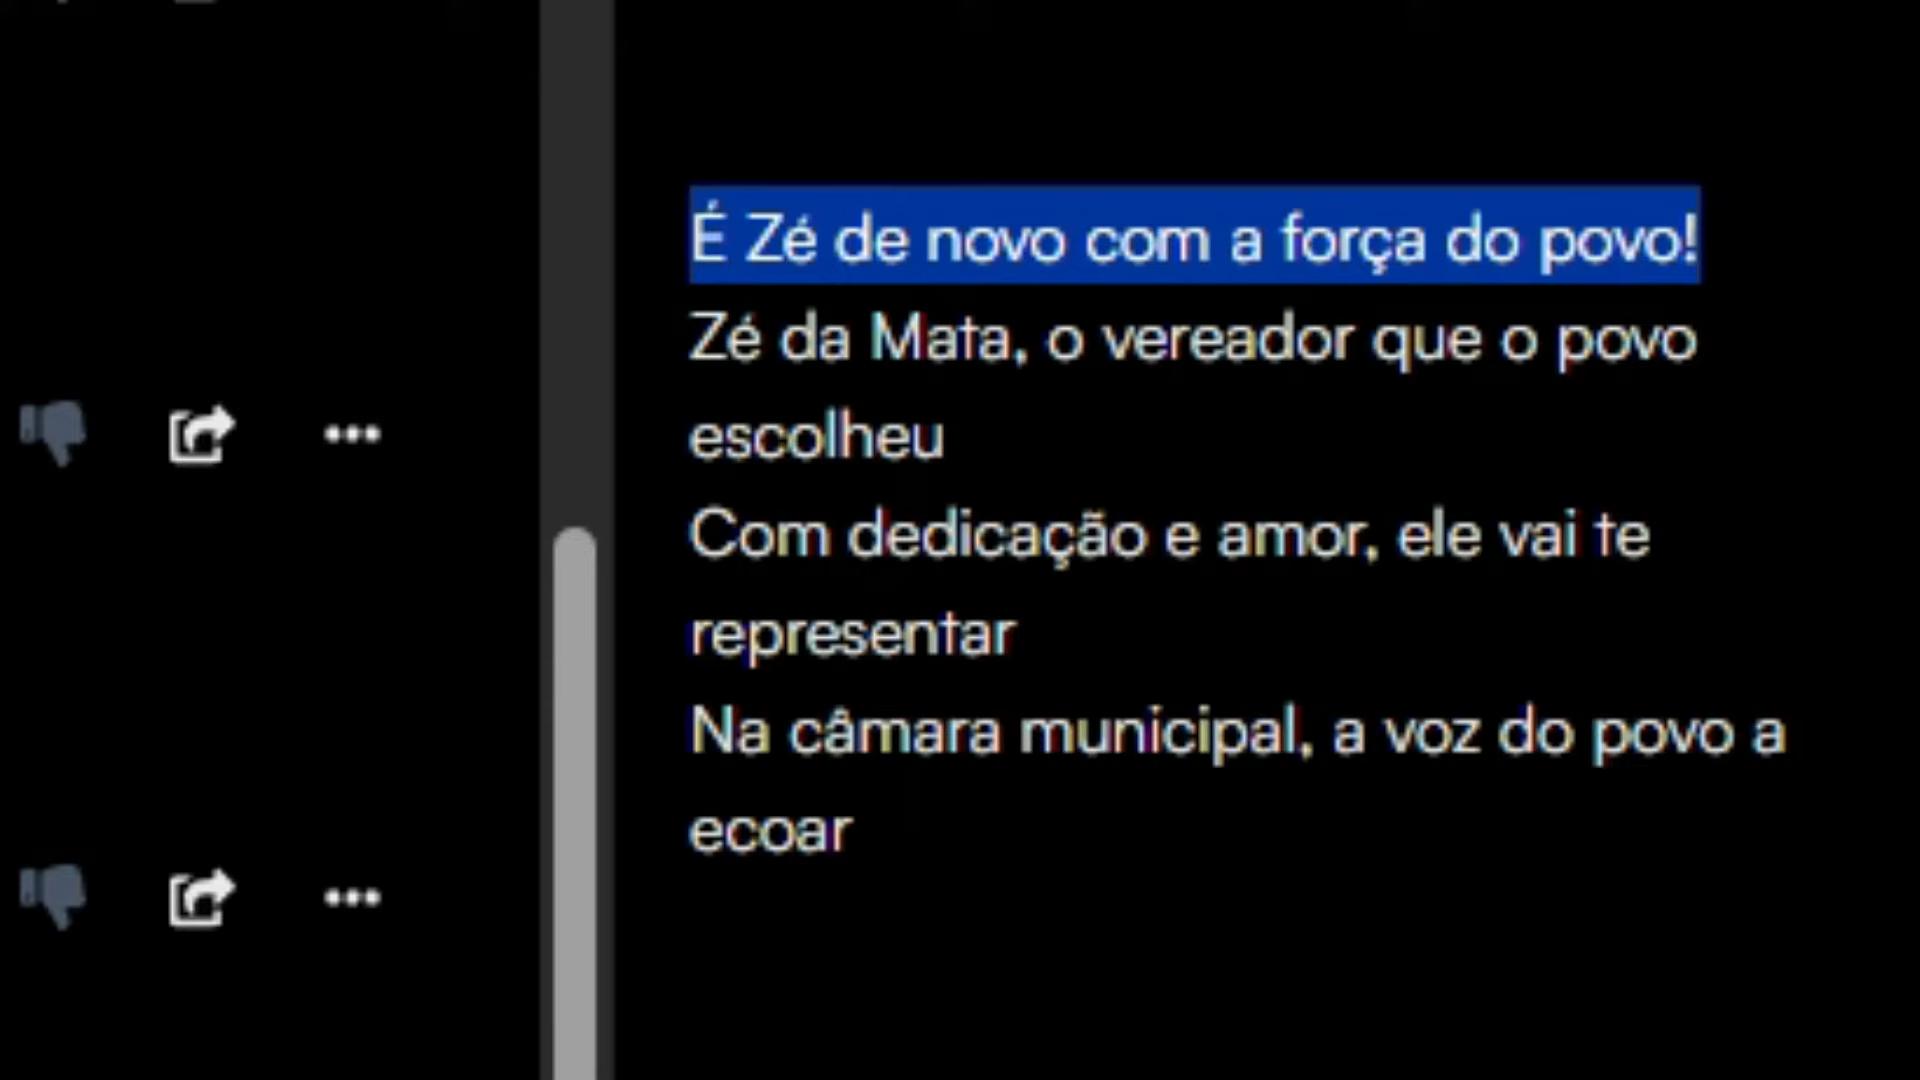 É Zé de novo com a força do povo!
Zé da Mata, o vereador que o povo
escolheu
Com dedicação e amor, ele vai te
representar
Na câmara municipal, a voz do povo a
ecoar